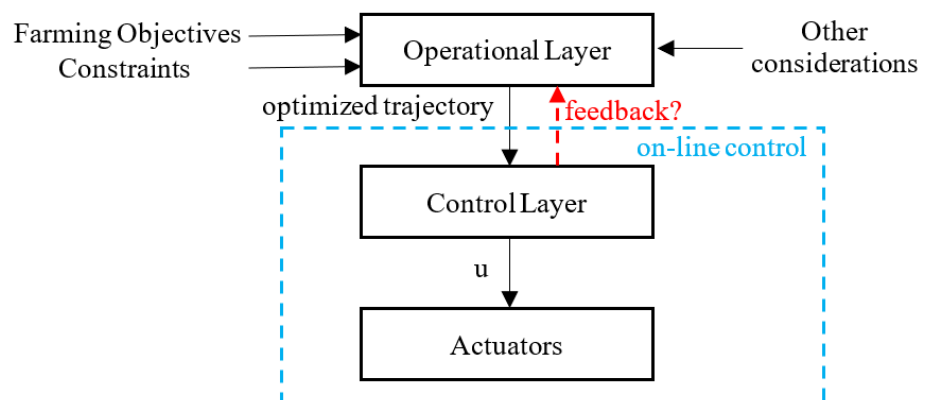 Farming Objectives
Constraints
Operational Layer
Other
considerations
optimized trajectory
feedback?
on-line control
Control Layer
u
Actuators